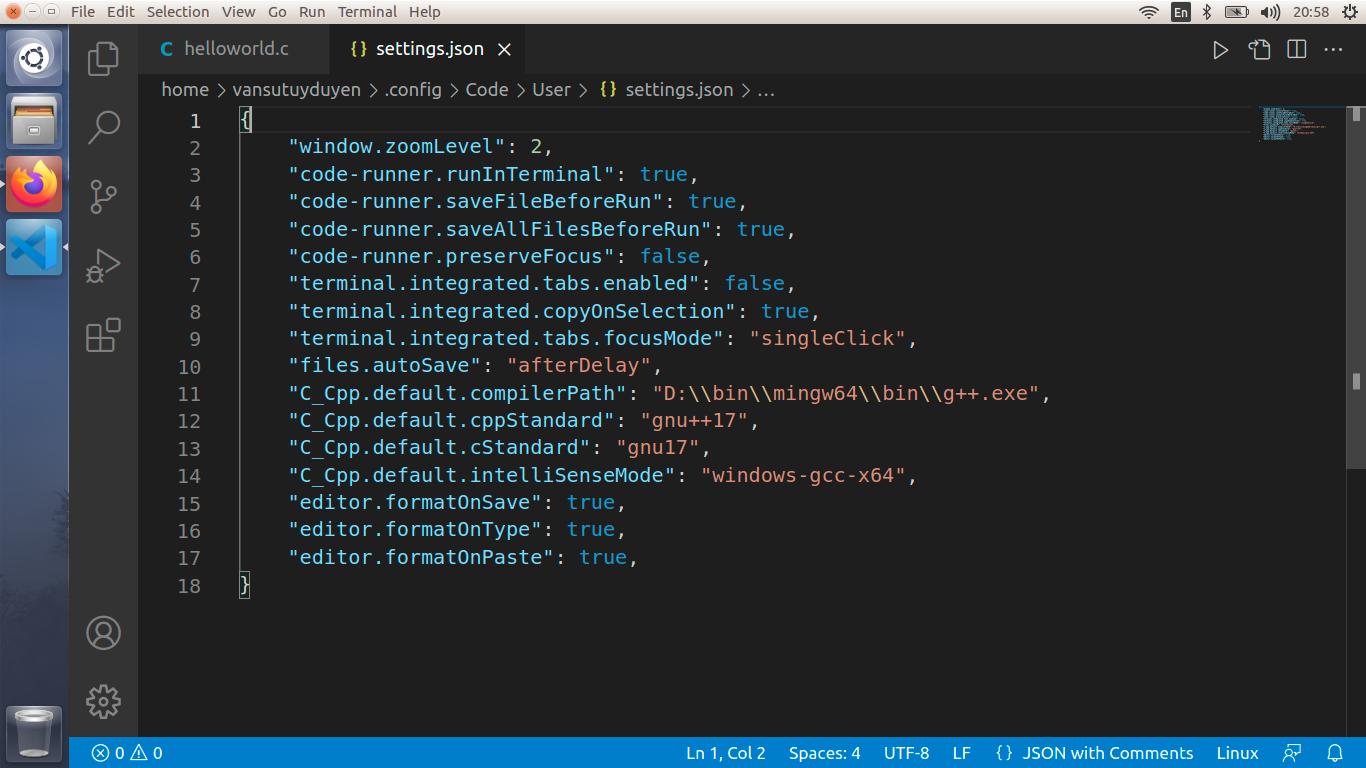 File Edit Selection View Go Run Terminal Help En 20:58
C helloworld.c {} settings.json
home > vansutuyduyen > .config > Code > User > {} settings.json > ...
1 {
2 "window.zoomLevel": 2,
3 "code-runner.runInTerminal": true,
4 "code-runner.saveFileBeforeRun": true,
5 "code-runner.saveAllFilesBeforeRun": true,
6 "code-runner.preserveFocus": false,
7 "terminal.integrated.tabs.enabled": false,
8 "terminal.integrated.copyOnSelection": true,
9 "terminal.integrated.tabs.focusMode": "singleClick",
10 "files.autoSave": "afterDelay",
11 "C_Cpp.default.compilerPath": "D:\\bin\\mingw64\\bin\\g++.exe",
12 "C_Cpp.default.cppStandard": "gnu++17",
13 "C_Cpp.default.cStandard": "gnu17",
14 "C_Cpp.default.intelliSenseMode": "windows-gcc-x64",
15 "editor.formatOnSave": true,
16 "editor.formatOnType": true,
17 "editor.formatOnPaste": true,
18 }
0 0 Ln 1, Col 2 Spaces: 4 UTF-8 LF {} JSON with Comments Linux